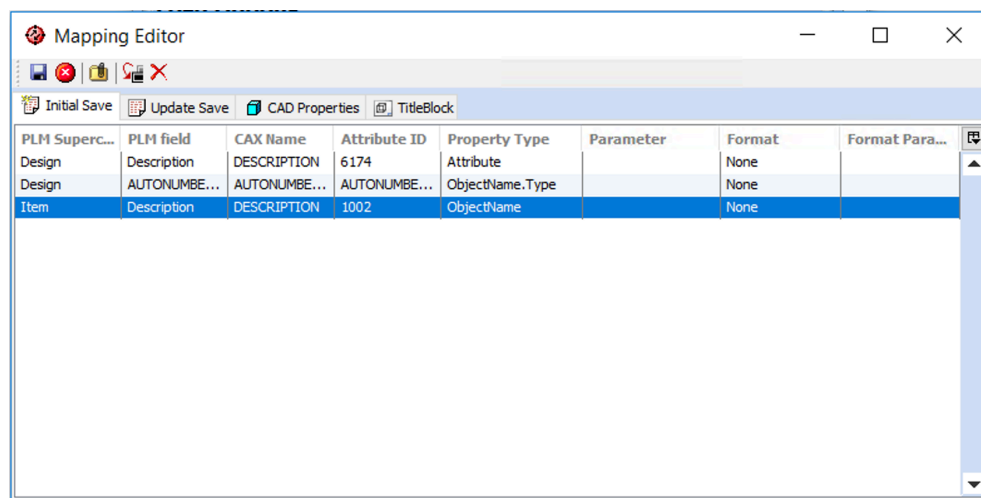 Mapping Editor
Initial Save Update Save CAD Properties TitleBlock
PLM Superc... PLM field CAX Name Attribute ID Property Type Parameter Format Format Para...
Design Description DESCRIPTION 6174 Attribute None
Design AUTONUMBE... AUTONUMBE... AUTONUMBE... ObjectName.Type None
Item Description DESCRIPTION 1002 ObjectName None